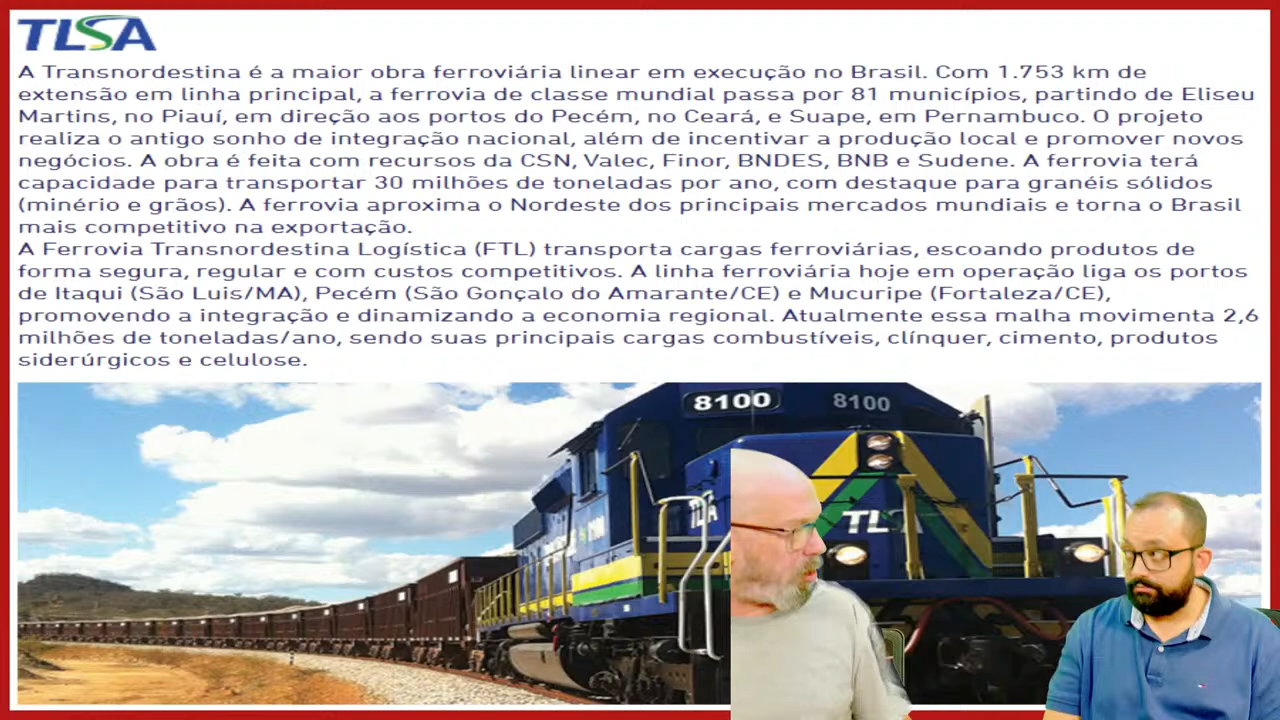 TLSA
A Transnordestina é a maior obra ferroviária linear em execução no Brasil. Com 1.753 km de
extensão em linha principal, a ferrovia de classe mundial passa por 81 municípios, partindo de Eliseu
Martins, no Piauí, em direção aos portos do Pecém, no Ceará, e Suape, em Pernambuco. O projeto
realiza o antigo sonho de integração nacional, além de incentivar a produção local e promover novos
negócios. A obra é feita com recursos da CSN, Valec, Finor, BNDES, BNB e Sudene. A ferrovia terá
capacidade para transportar 30 milhões de toneladas por ano, com destaque para granéis sólidos
(minério e grãos). A ferrovia aproxima o Nordeste dos principais mercados mundiais e torna o Brasil
mais competitivo na exportação.
A Ferrovia Transnordestina Logística (FTL) transporta cargas ferroviárias, escoando produtos de
forma segura, regular e com custos competitivos. A linha ferroviária hoje em operação liga os portos
de Itaqui (São Luis/MA), Pecém (São Gonçalo do Amarante/CE) e Mucuripe (Fortaleza/CE),
promovendo a integração e dinamizando a economia regional. Atualmente essa malha movimenta 2,6
milhões de toneladas/ano, sendo suas principais cargas combustíveis, clínquer, cimento, produtos
siderúrgicos e celulose.
8100 8100
TLSA